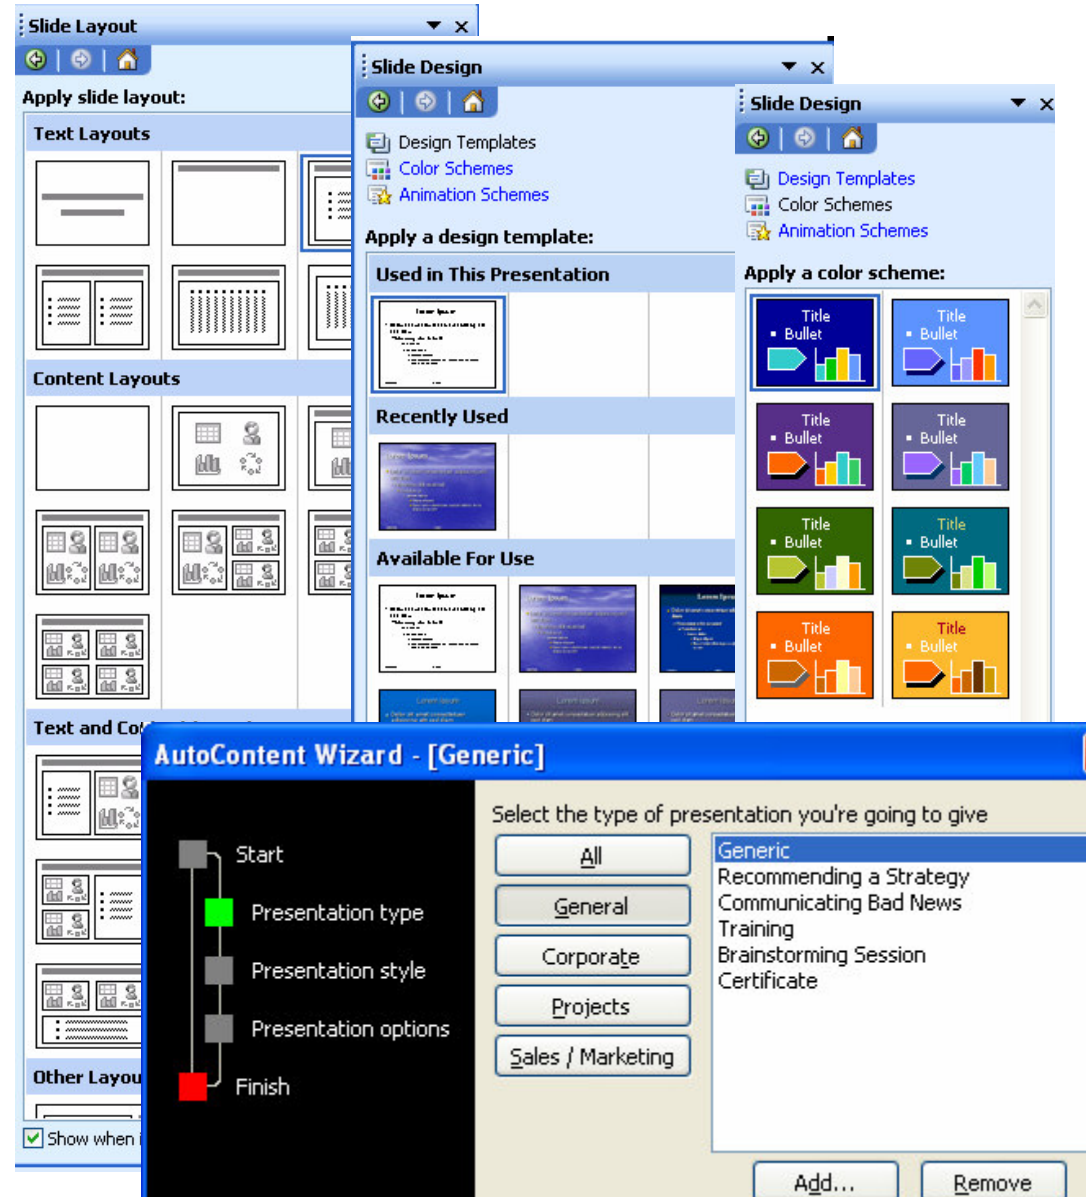 Slide Layout
Apply slide layout:
Text Layouts
Content Layouts
Text and Co
Other Layou
Show when i
Slide Design
Design Templates
Color Schemes
Animation Schemes
Apply a design template:
Used in This Presentation
Recently Used
Available For Use
Slide Design
Design Templates
Color Schemes
Animation Schemes
Apply a color scheme:
Title
Bullet
Title
Bullet
Title
Bullet
Title
Bullet
Title
Bullet
Title
Bullet
Title
Bullet
Title
Bullet
AutoContent Wizard - [Generic]
Start
Presentation type
Presentation style
Presentation options
Finish
Select the type of presentation you're going to give
All
General
Corporate
Projects
Sales / Marketing
Generic
Recommending a Strategy
Communicating Bad News
Training
Brainstorming Session
Certificate
Add...
Remove